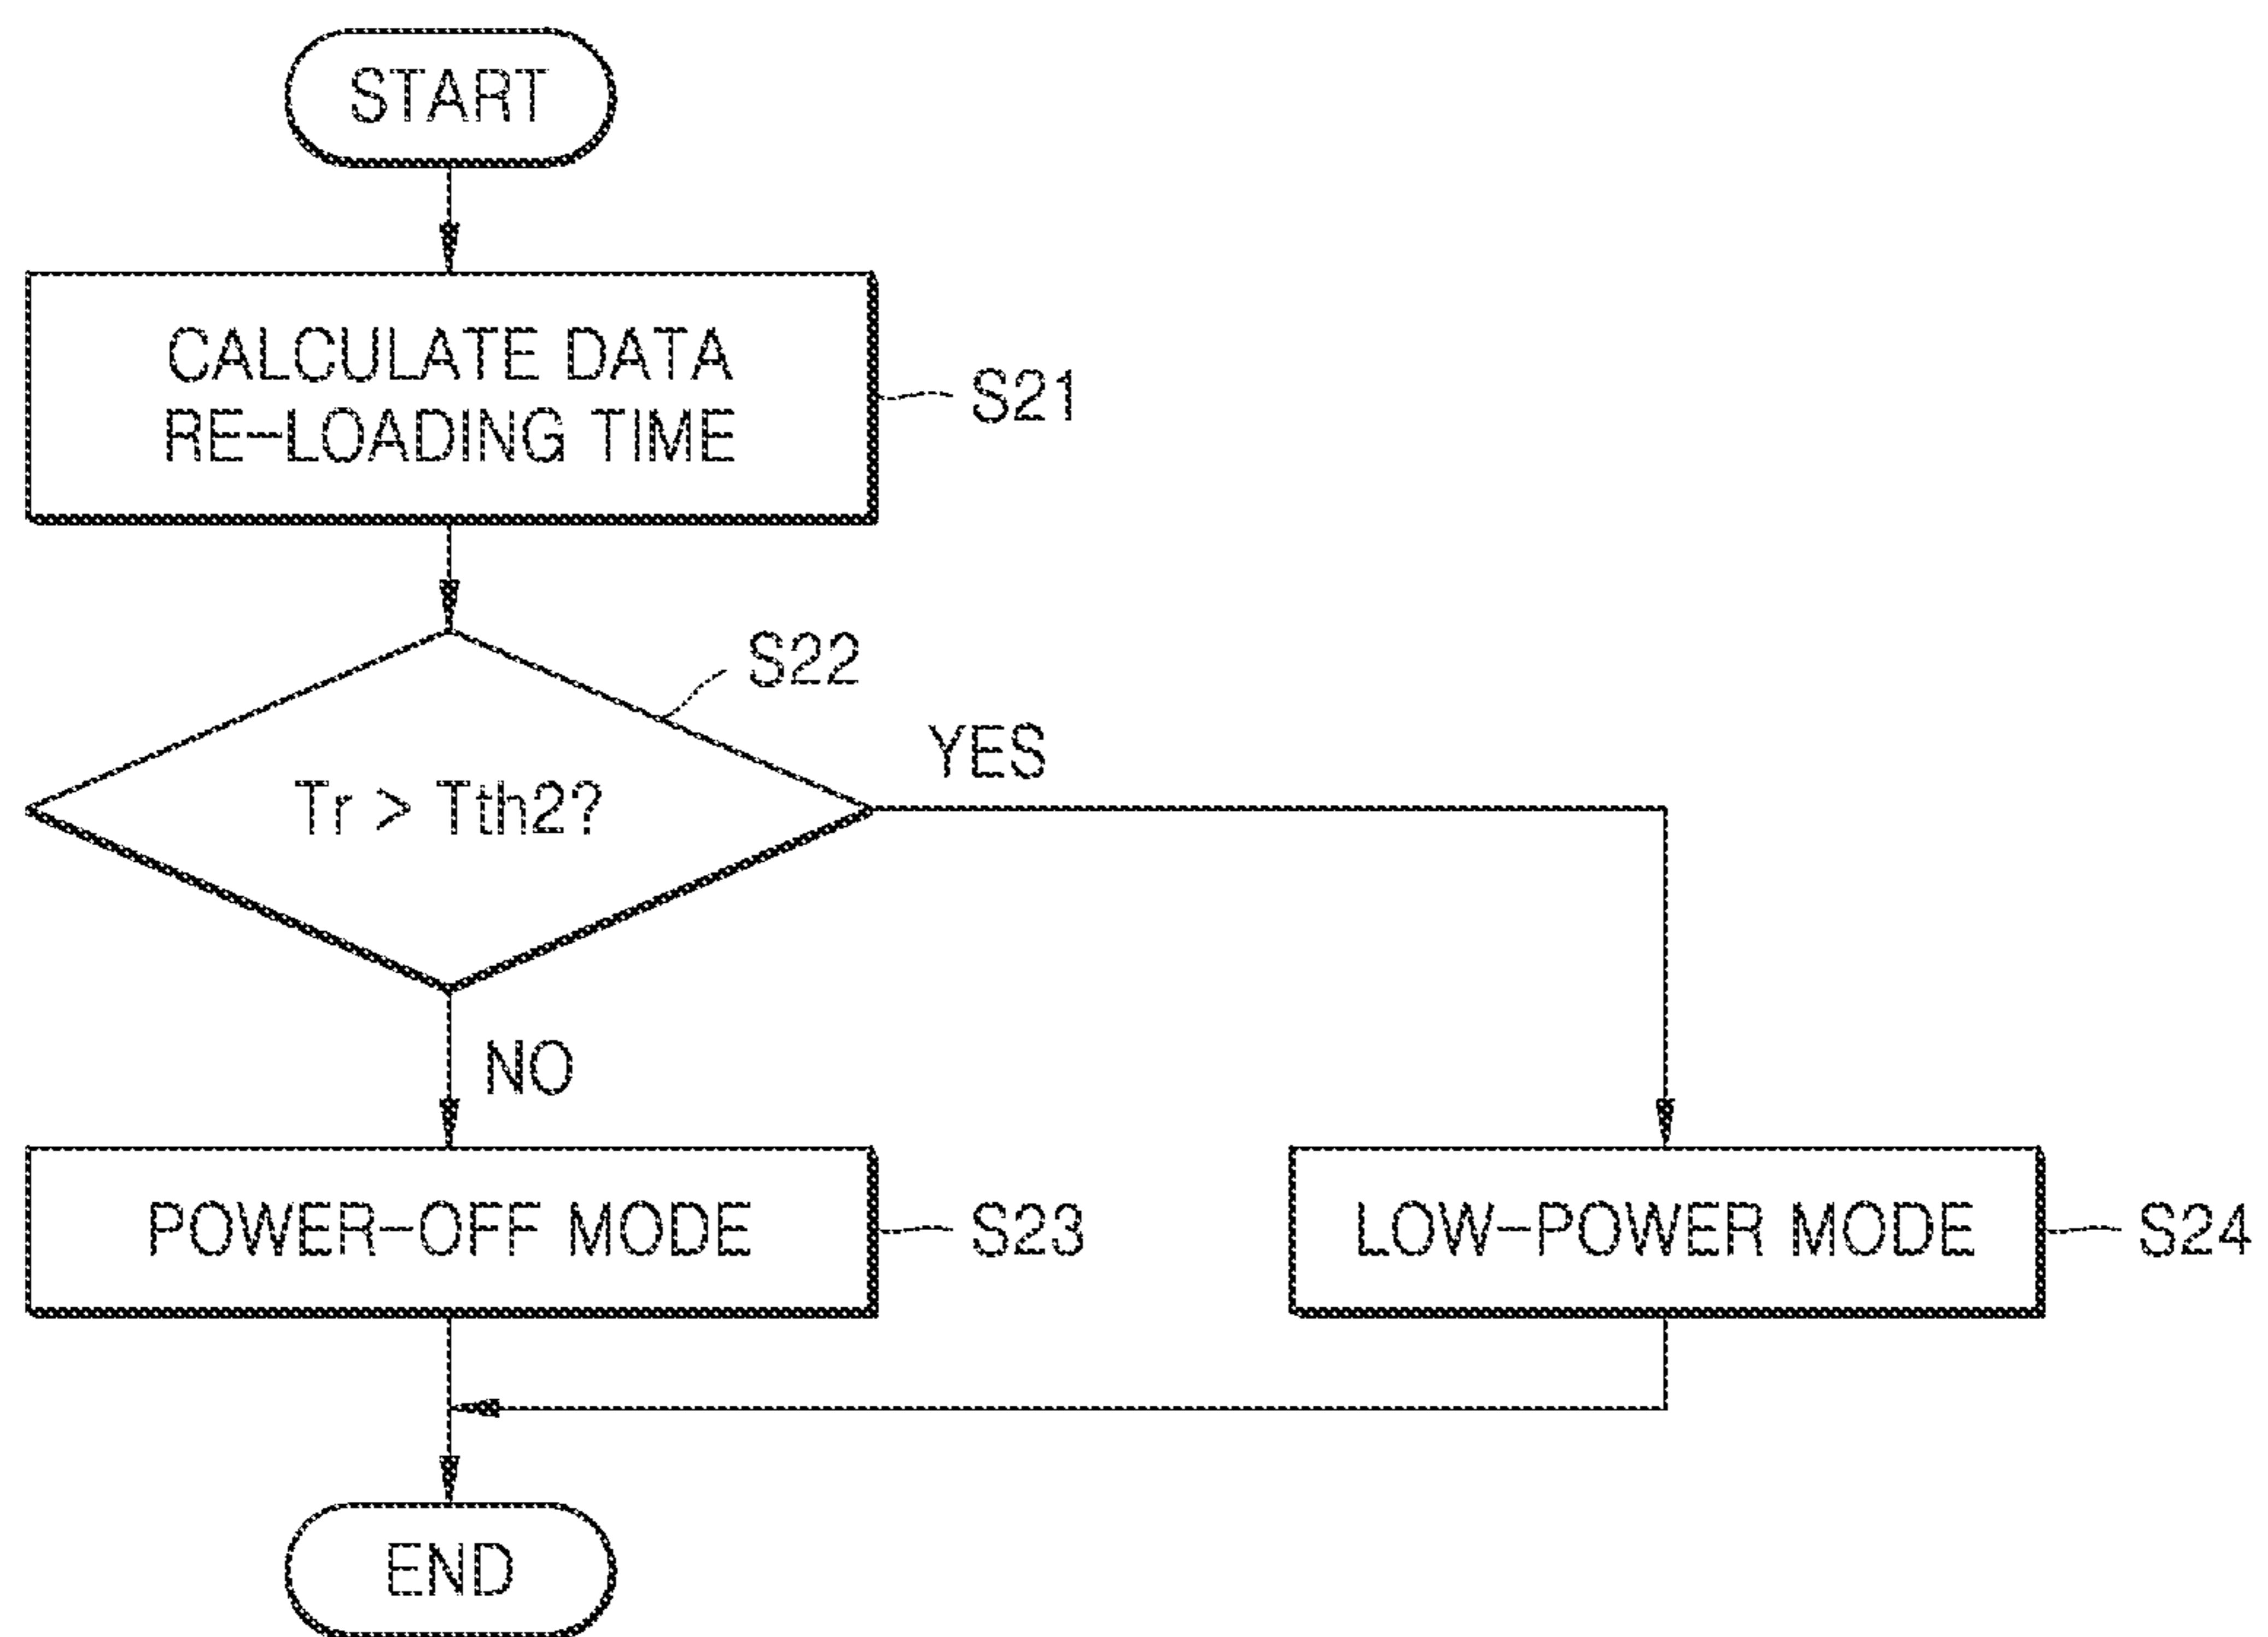 START
CALCULATE DATA
RE-LOADING TIME
S21
S22
Tr > Tth2?
YES
NO
POWER-OFF MODE
S23
LOW-POWER MODE
S24
END